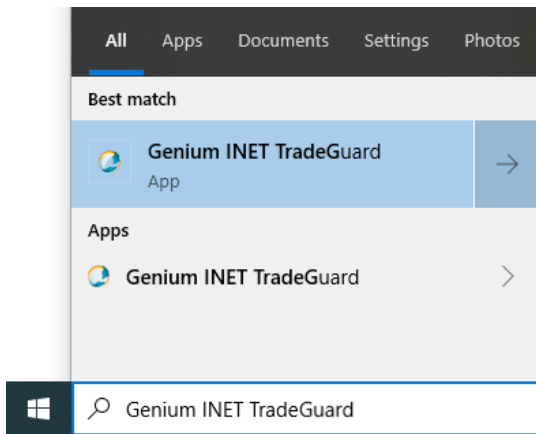 All Apps Documents Settings Photos
Best match
Genium INET TradeGuard
App
Apps
Genium INET TradeGuard
Genium INET TradeGuard